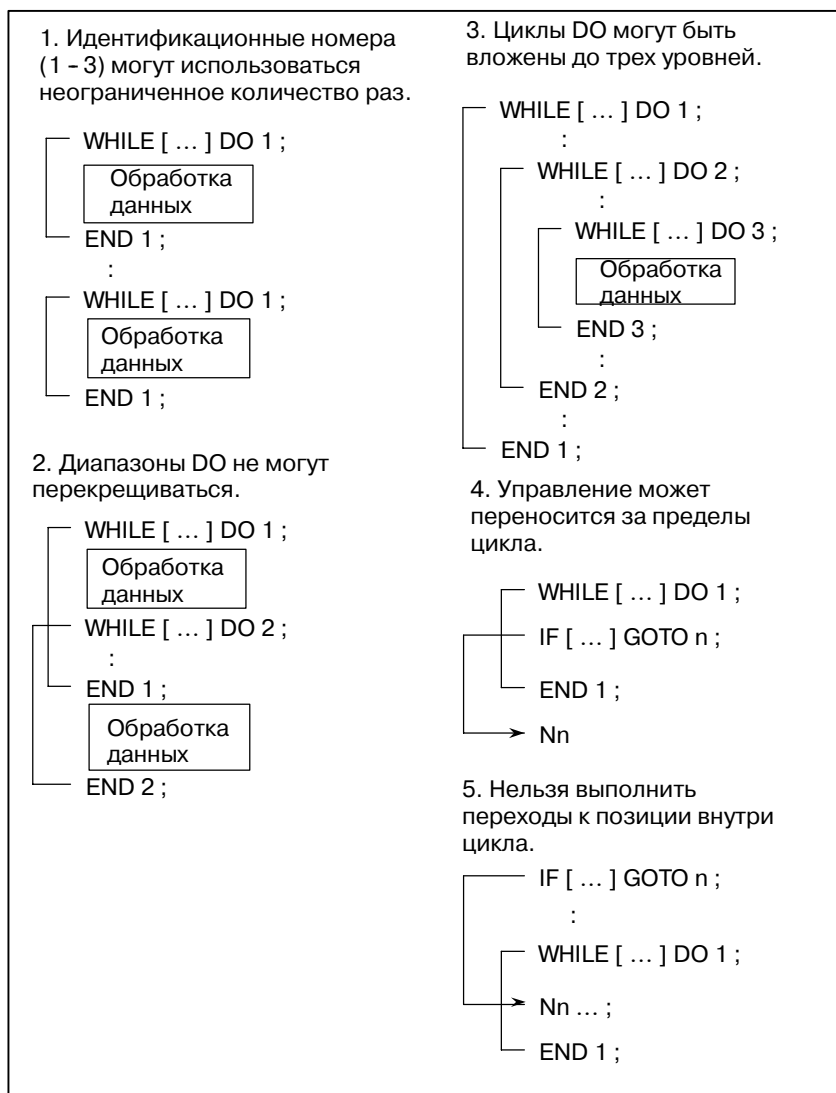 1. Идентификационные номера
(1 - 3) могут использоваться
неограниченное количество раз.
WHILE [ … ] DO 1 ;
Обработка
данных
END 1 ;
:
WHILE [ … ] DO 1 ;
Обработка
данных
END 1 ;
2. Диапазоны DO не могут
перекрещиваться.
WHILE [ … ] DO 1 ;
Обработка
данных
WHILE [ … ] DO 2 ;
:
END 1 ;
Обработка
данных
END 2 ;
3. Циклы DO могут быть
вложены до трех уровней.
WHILE [ … ] DO 1 ;
:
WHILE [ … ] DO 2 ;
:
WHILE [ … ] DO 3 ;
Обработка
данных
END 3 ;
:
END 2 ;
:
END 1 ;
4. Управление может
переносится за пределы
цикла.
WHILE [ … ] DO 1 ;
IF [ … ] GOTO n ;
END 1 ;
Nn
5. Нельзя выполнить
переходы к позиции внутри
цикла.
IF [ … ] GOTO n ;
:
WHILE [ … ] DO 1 ;
Nn … ;
END 1 ;